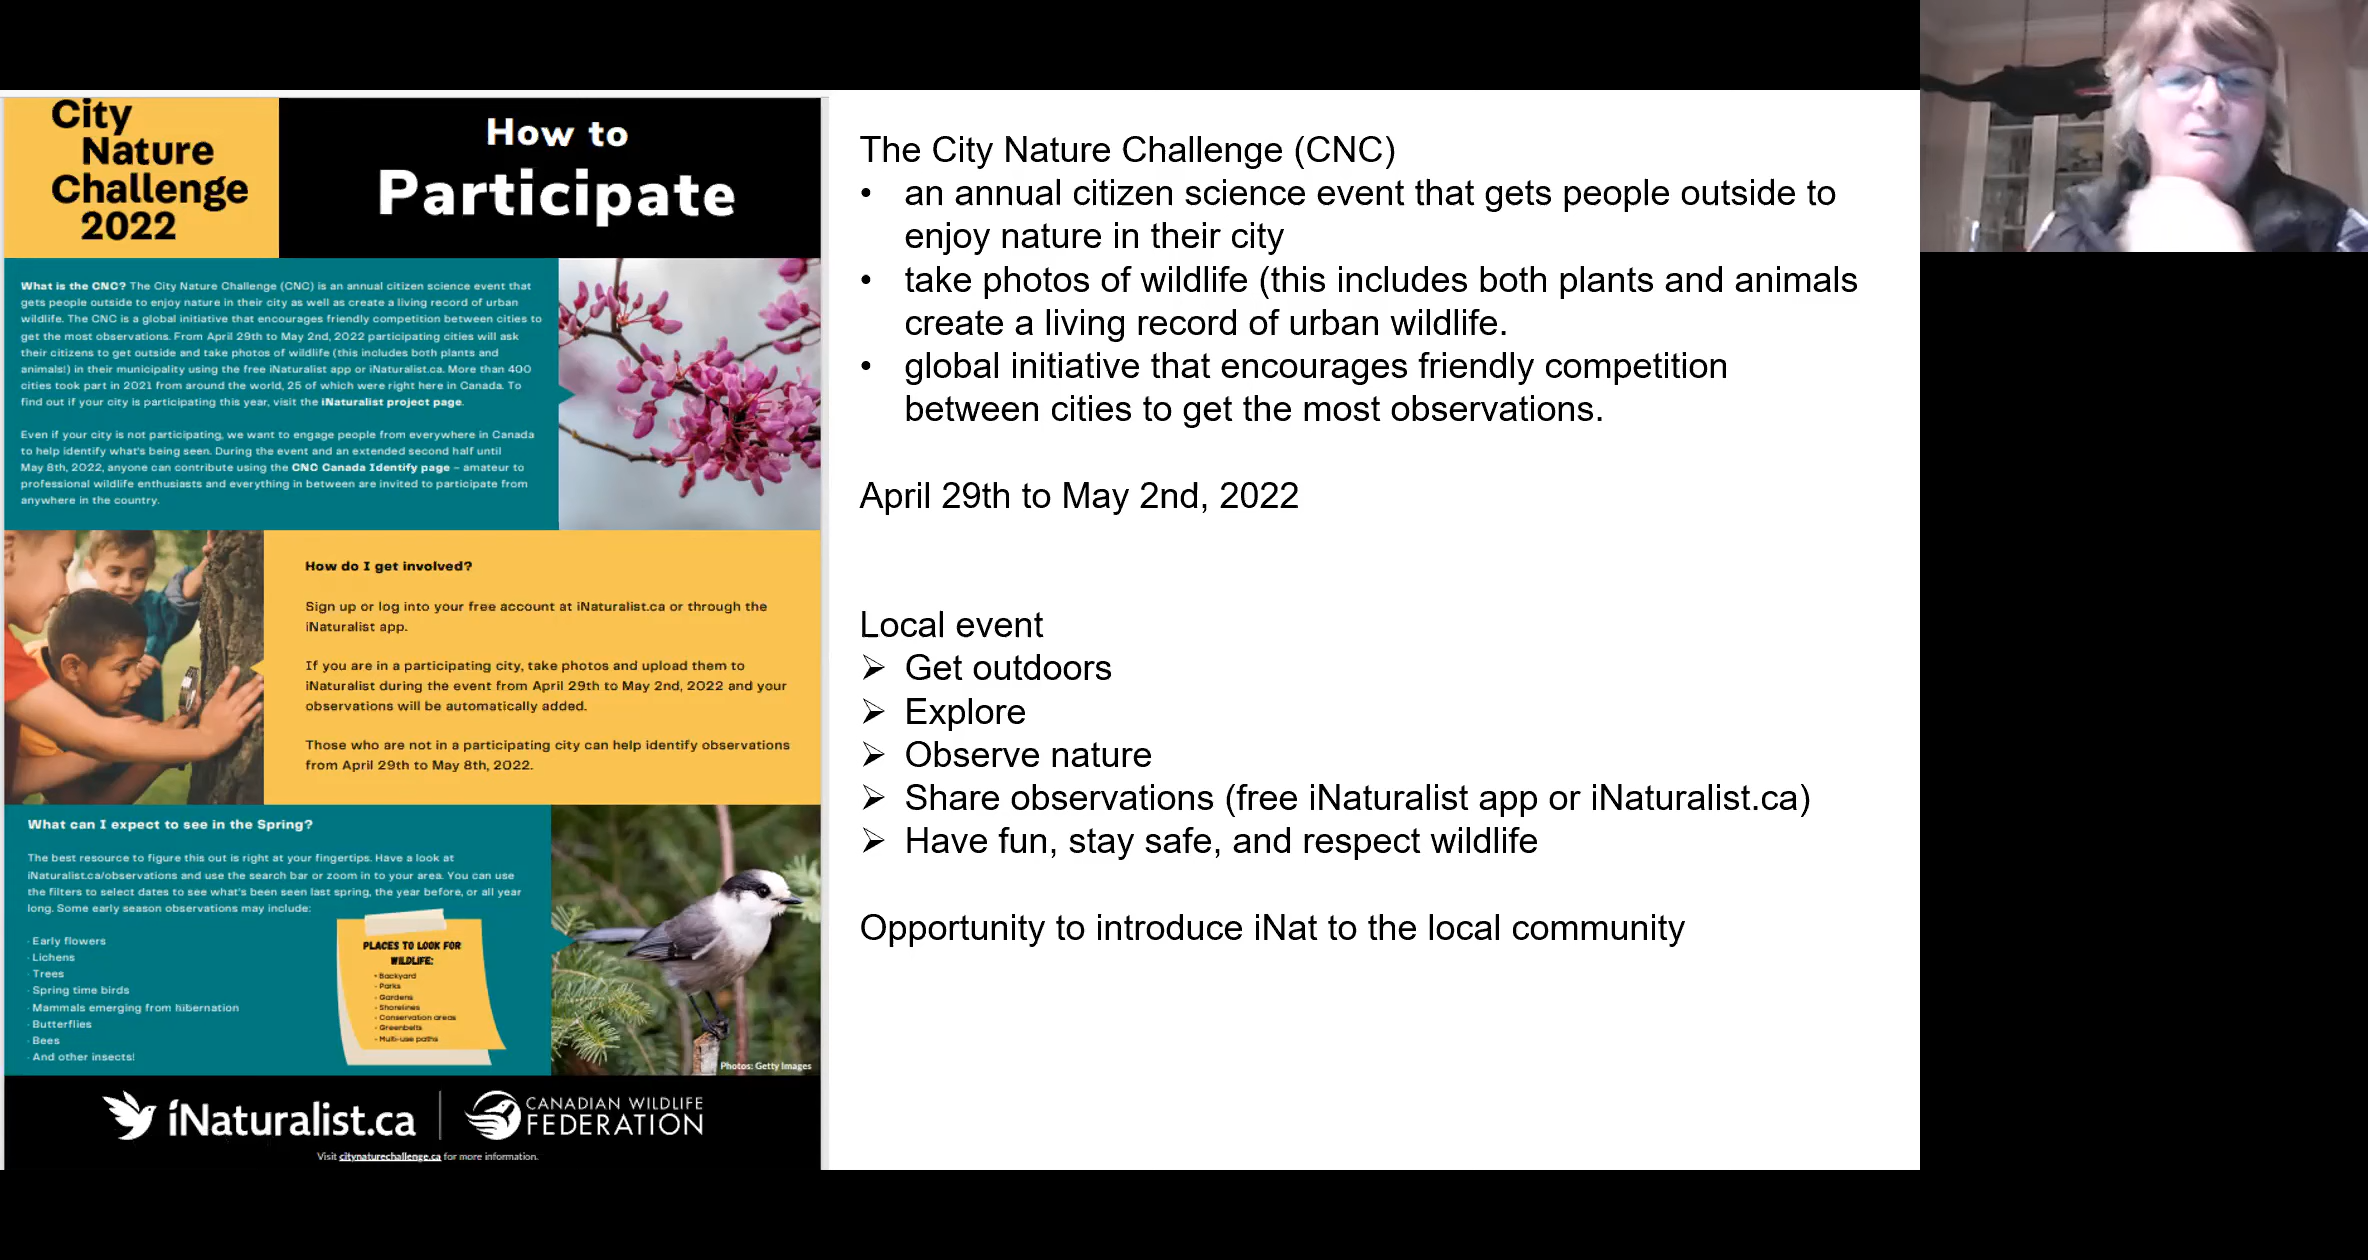 City
Nature
Challenge
2022
How to
Participate
What is the CNC? The City Nature Challenge (CNC) is an annual citizen science event that
gets people outside to enjoy nature in their city as well as create a living record of urban
wildlife. The CNC is a global initiative that encourages friendly competition between cities to
get the most observations. From April 29th to May 2nd, 2022 participating cities will ask
their citizens to get outside and take photos of wildlife (this includes both plants and
animals!) in their municipality using the free iNaturalist app or iNaturalist.ca. More than 400
cities took part in 2021 from around the world, 25 of which were right here in Canada. To
find out if your city is participating this year, visit the iNaturalist project page.
Even if your city is not participating, we want to engage people from everywhere in Canada
to help identify what's being seen. During the event and an extended second half until
May 8th, 2022, anyone can contribute using the CNC Canada Identify page – amateur to
professional wildlife enthusiasts and everything in between are invited to participate from
anywhere in the country.
How do I get involved?
Sign up or log into your free account at iNaturalist.ca or through the
iNaturalist app.
If you are in a participating city, take photos and upload them to
iNaturalist during the event from April 29th to May 2nd, 2022 and your
observations will be automatically added.
Those who are not in a participating city can help identify observations
from April 29th to May 8th, 2022.
What can I expect to see in the Spring?
The best resource to figure this out is right at your fingertips. Have a look at
iNaturalist.ca/observations and use the search bar or zoom in to your area. You can use
the filters to select dates to see what's been seen last spring, the year before, or all year
long. Some early season observations may include:
· Early flowers
· Lichens
· Trees
· Spring time birds
· Mammals emerging from hibernation
· Butterflies
· Bees
· And other insects!
PLACES TO LOOK FOR
WILDLIFE:
• Backyard
• Parks
• Gardens
• Shorelines
• Conservation areas
• Greenbelts
• Multi-use paths
Photos: Getty Images
iNaturalist.ca
CANADIAN WILDLIFE
FEDERATION
Visit citynaturechallenge.ca for more information.
The City Nature Challenge (CNC)
• an annual citizen science event that gets people outside to
enjoy nature in their city
• take photos of wildlife (this includes both plants and animals
create a living record of urban wildlife.
• global initiative that encourages friendly competition
between cities to get the most observations.
April 29th to May 2nd, 2022
Local event
➢ Get outdoors
➢ Explore
➢ Observe nature
➢ Share observations (free iNaturalist app or iNaturalist.ca)
➢ Have fun, stay safe, and respect wildlife
Opportunity to introduce iNat to the local community